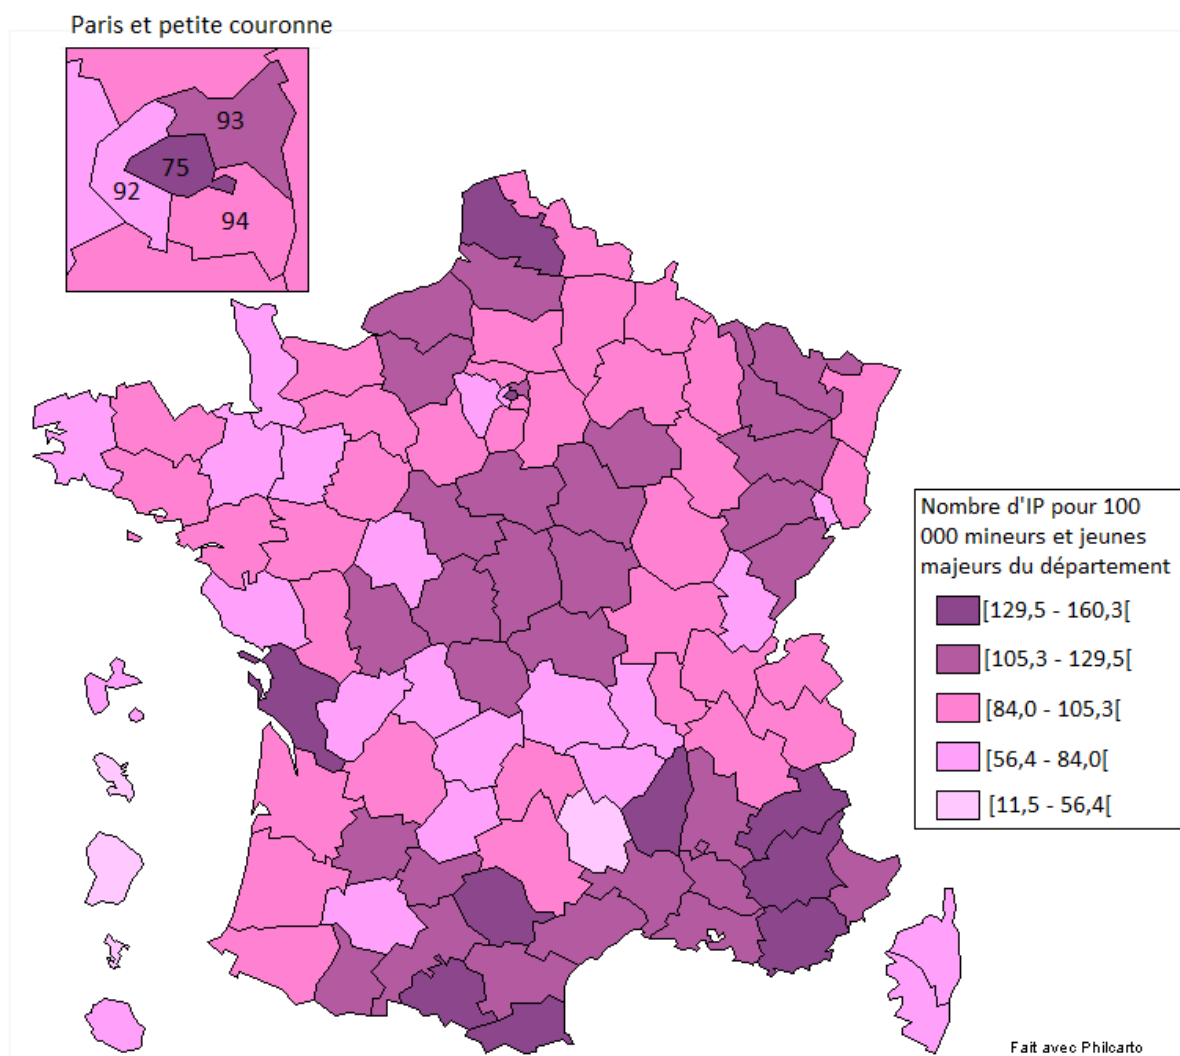 Paris et petite couronne
93
75
92
94
Nombre d'IP pour 100
000 mineurs et jeunes
majeurs du département
[129,5 - 160,3[
[105,3 - 129,5[
[84,0 - 105,3[
[56,4 - 84,0[
[11,5 - 56,4[
Fait avec Philcarto